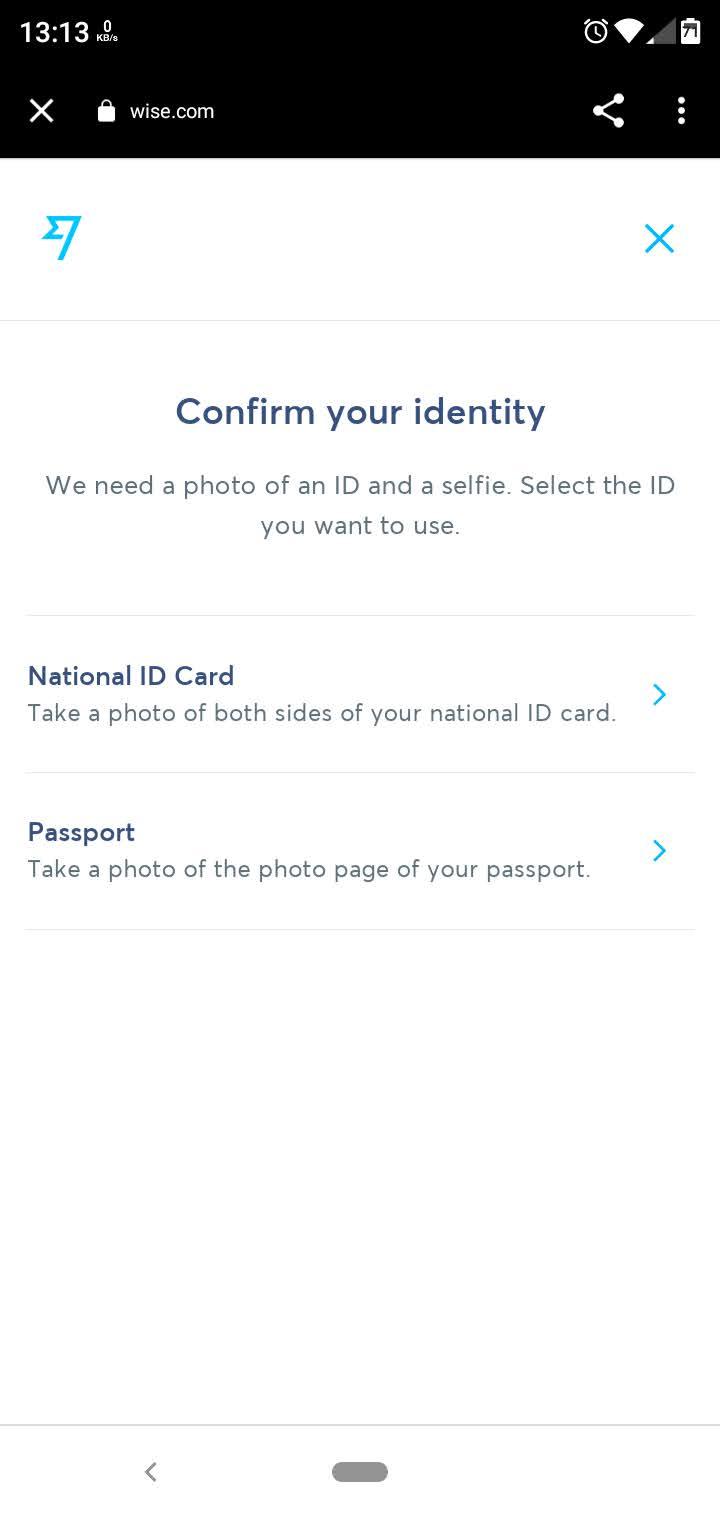 13:13 0 KB/s 71
wise.com
Confirm your identity
We need a photo of an ID and a selfie. Select the ID
you want to use.
National ID Card
Take a photo of both sides of your national ID card.
Passport
Take a photo of the photo page of your passport.